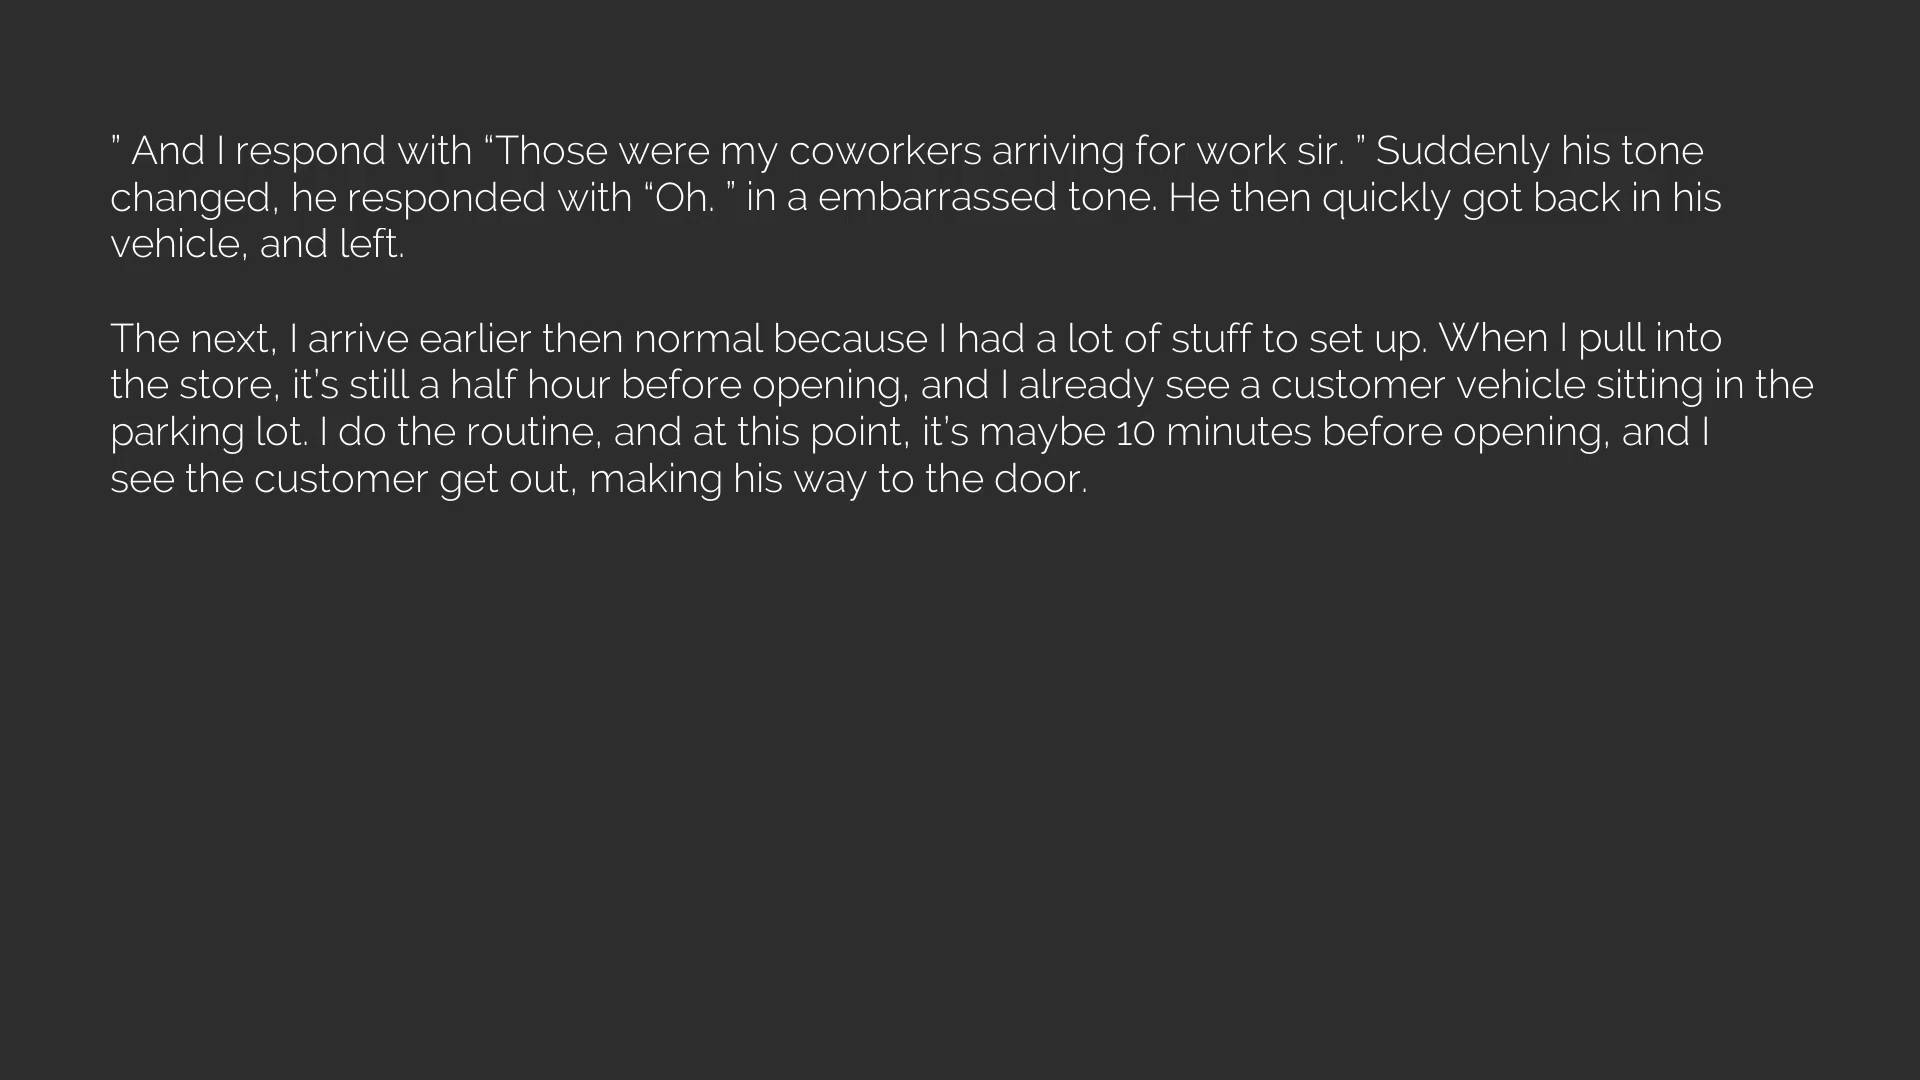 ” And I respond with “Those were my coworkers arriving for work sir. ” Suddenly his tone
changed, he responded with “Oh. ” in a embarrassed tone. He then quickly got back in his
vehicle, and left.
The next, I arrive earlier then normal because I had a lot of stuff to set up. When I pull into
the store, it’s still a half hour before opening, and I already see a customer vehicle sitting in the
parking lot. I do the routine, and at this point, it’s maybe 10 minutes before opening, and I
see the customer get out, making his way to the door.